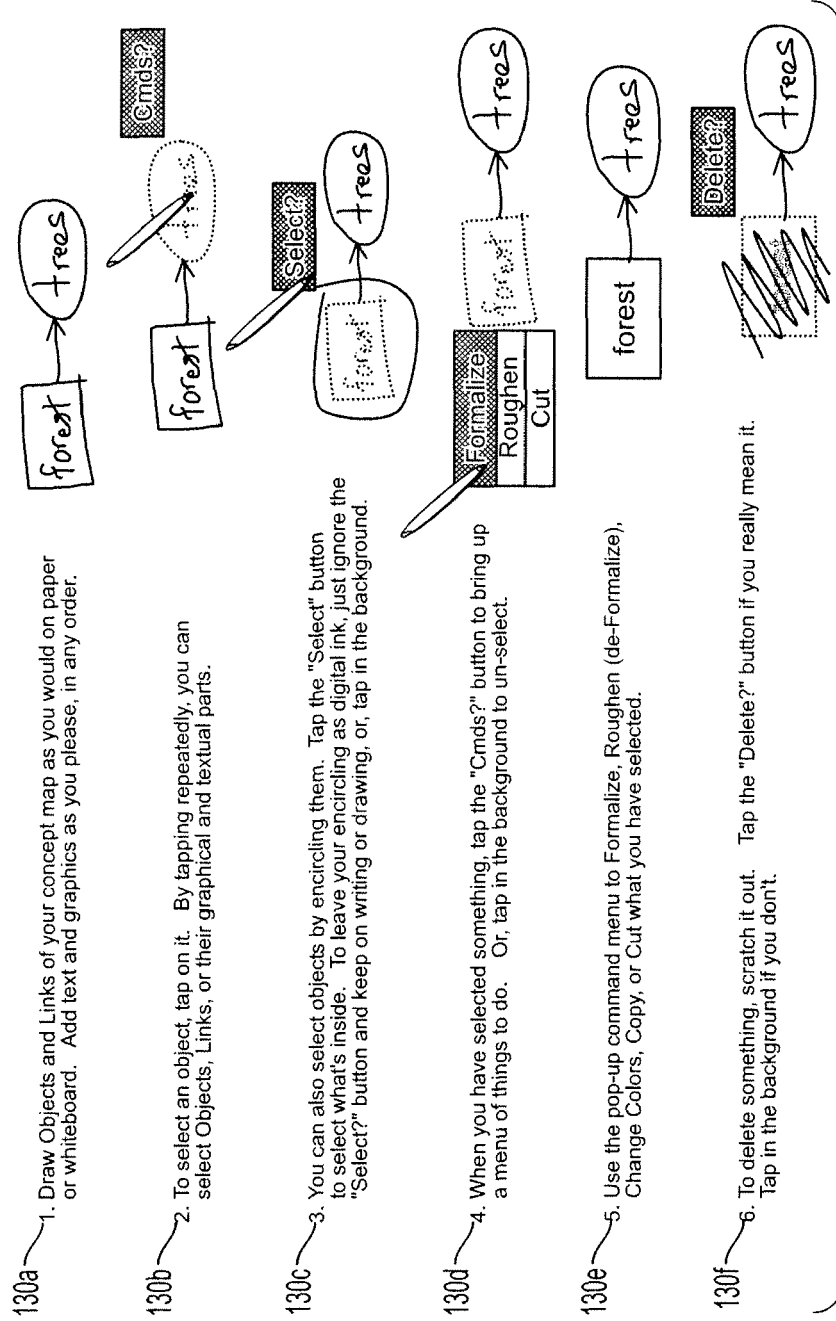 130a
1. Draw Objects and Links of your concept map as you would on paper
or whiteboard. Add text and graphics as you please, in any order.
forest
trees
130b
2. To select an object, tap on it. By tapping repeatedly, you can
select Objects, Links, or their graphical and textual parts.
forest
trees
Cmds?
130c
3. You can also select objects by encircling them. Tap the "Select" button
to select what's inside. To leave your encircling as digital ink, just ignore the
"Select?" button and keep on writing or drawing, or, tap in the background.
forest
Select?
trees
130d
4. When you have selected something, tap the "Cmds?" button to bring up
a menu of things to do. Or, tap in the background to un-select.
Formalize
Roughen
Cut
forest
trees
130e
5. Use the pop-up command menu to Formalize, Roughen (de-Formalize),
Change Colors, Copy, or Cut what you have selected.
forest
trees
130f
6. To delete something, scratch it out. Tap the "Delete?" button if you really mean it.
Tap in the background if you don't.
Delete?
trees